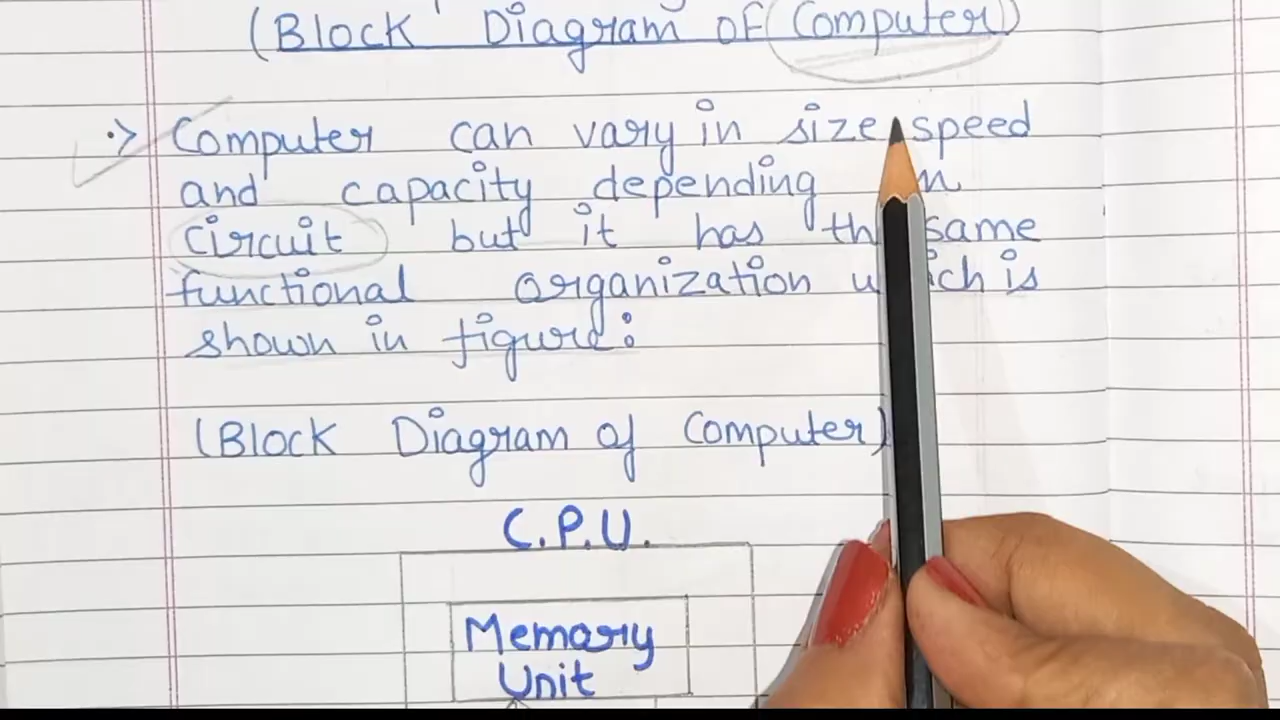 (Block Diagram of Computer)
•> Computer can vary in size speed
and capacity depending
circuit but it has same
functional organization is
shown in figure:
(Block Diagram of Computer)
C.P.U.
Memory
Unit